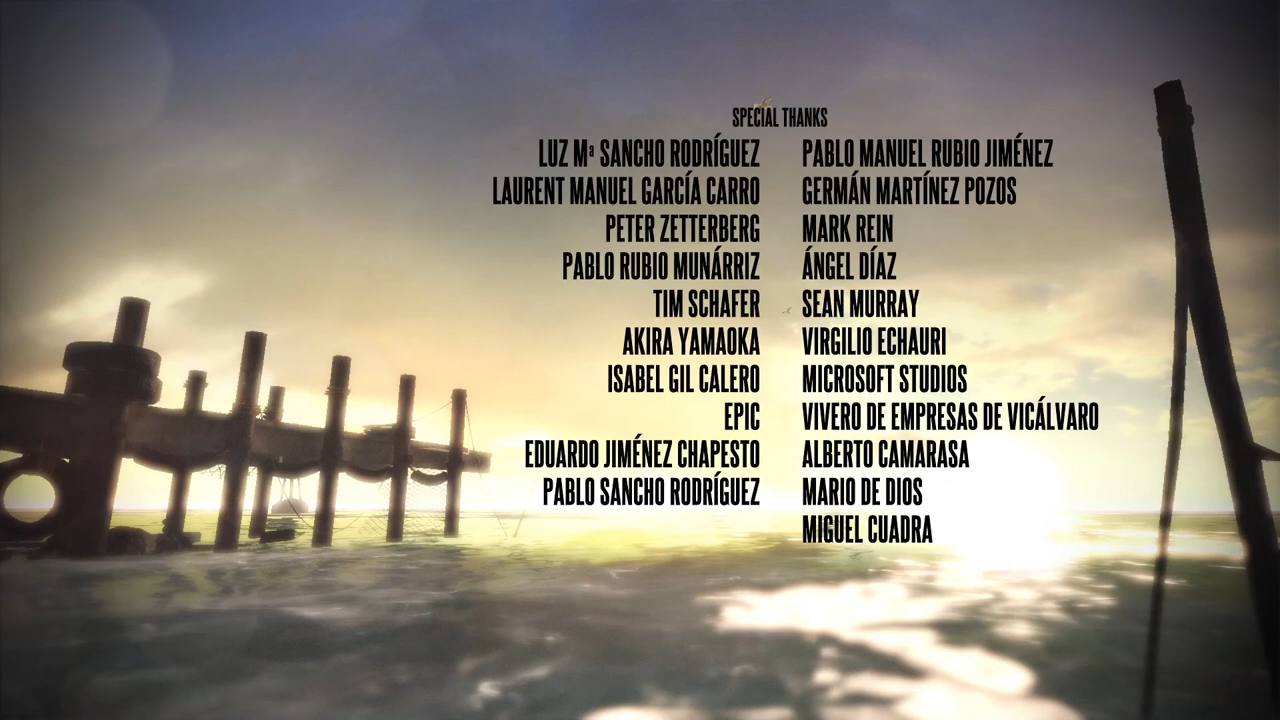 SPECIAL THANKS
LUZ Mª SANCHO RODRÍGUEZ
LAURENT MANUEL GARCÍA CARRO
PETER ZETTERBERG
PABLO RUBIO MUNÁRRIZ
TIM SCHAFER
AKIRA YAMAOKA
ISABEL GIL CALERO
EPIC
EDUARDO JIMÉNEZ CHAPESTO
PABLO SANCHO RODRÍGUEZ
PABLO MANUEL RUBIO JIMÉNEZ
GERMÁN MARTÍNEZ POZOS
MARK REIN
ÁNGEL DÍAZ
SEAN MURRAY
VIRGILIO ECHAURI
MICROSOFT STUDIOS
VIVERO DE EMPRESAS DE VICÁLVARO
ALBERTO CAMARASA
MARIO DE DIOS
MIGUEL CUADRA